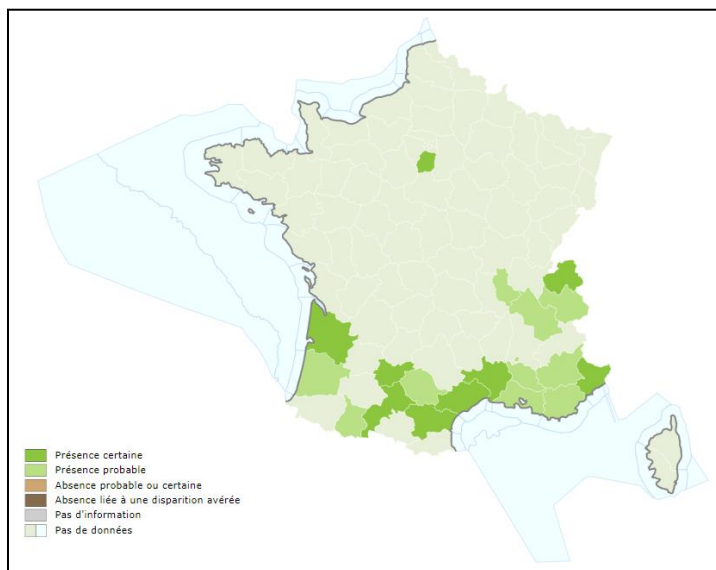 Présence certaine
Présence probable
Absence probable ou certaine
Absence liée à une disparition avérée
Pas d'information
Pas de données